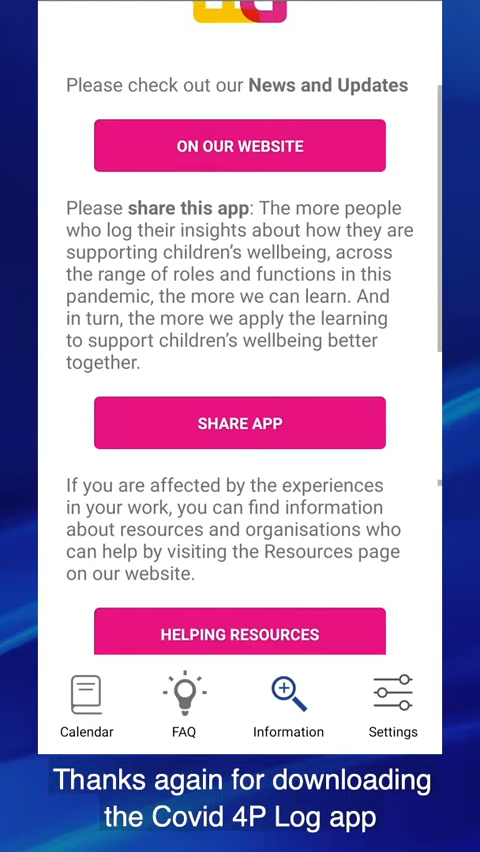 Please check out our News and Updates
ON OUR WEBSITE
Please share this app: The more people
who log their insights about how they are
supporting children’s wellbeing, across
the range of roles and functions in this
pandemic, the more we can learn. And
in turn, the more we apply the learning
to support children’s wellbeing better
together.
SHARE APP
If you are affected by the experiences
in your work, you can find information
about resources and organisations who
can help by visiting the Resources page
on our website.
HELPING RESOURCES
Calendar
FAQ
Information
Settings
Thanks again for downloading
the Covid 4P Log app